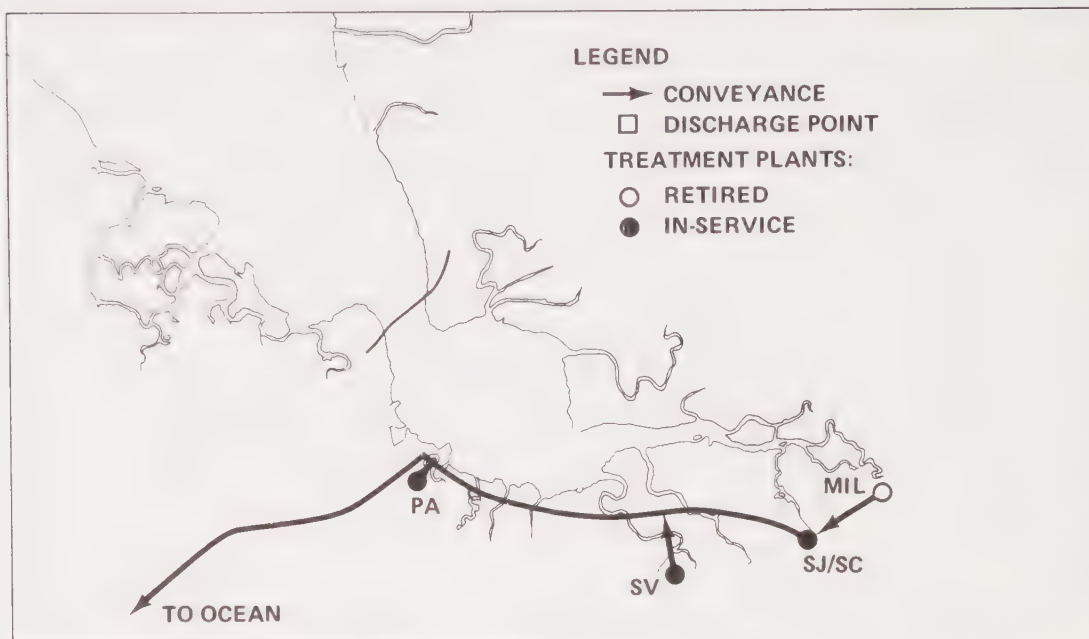 LEGEND
CONVEYANCE
DISCHARGE POINT
TREATMENT PLANTS:
RETIRED
IN-SERVICE
MIL
PA
SJ/SC
SV
TO OCEAN